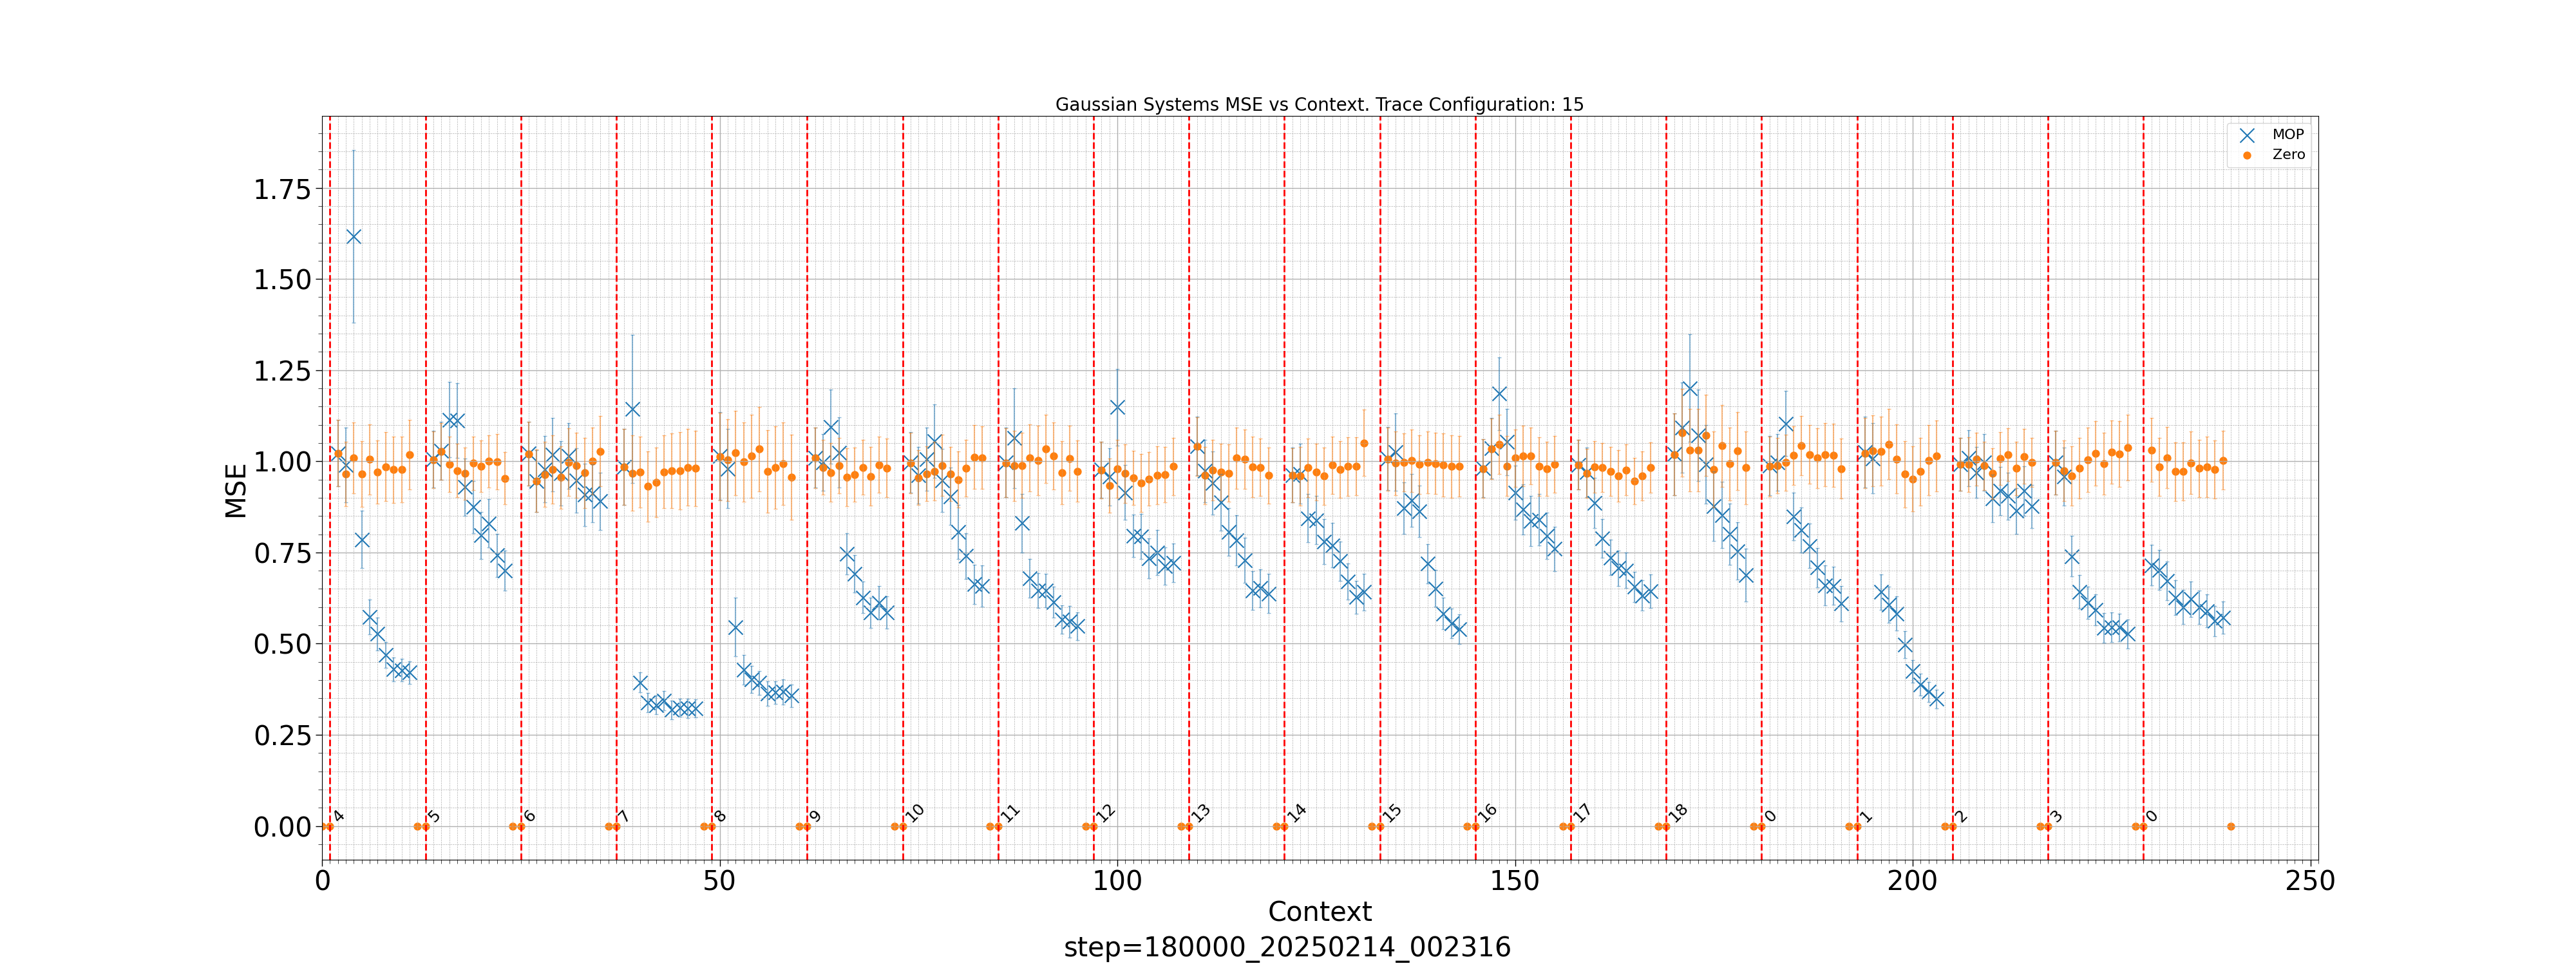 Gaussian Systems MSE vs Context. Trace Configuration: 15
MOP
Zero
1.75
1.50
1.25
1.00
0.75
0.50
0.25
0.00
MSE
4 5 6 7 8 9 10 11 12 13 14 15 16 17 18 0 1 2 3 0
0 50 100 150 200 250
Context
step=180000_20250214_002316